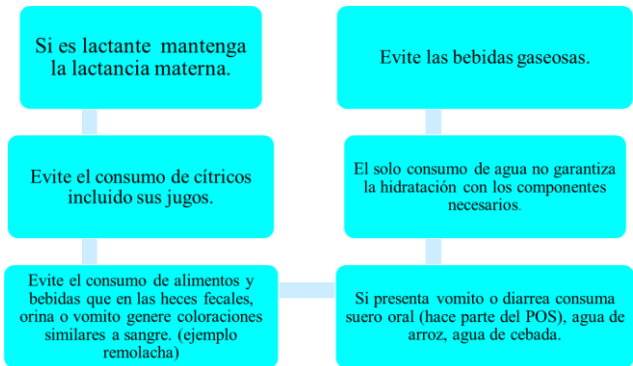 Si es lactante mantenga
la lactancia materna.
Evite el consumo de cítricos
incluido sus jugos.
Evite el consumo de alimentos y
bebidas que en las heces fecales,
orina o vomito genere coloraciones
similares a sangre. (ejemplo
remolacha)
Si presenta vomito o diarrea consuma
suero oral (hace parte del POS), agua de
arroz, agua de cebada.
El solo consumo de agua no garantiza
la hidratación con los componentes
necesarios.
Evite las bebidas gaseosas.